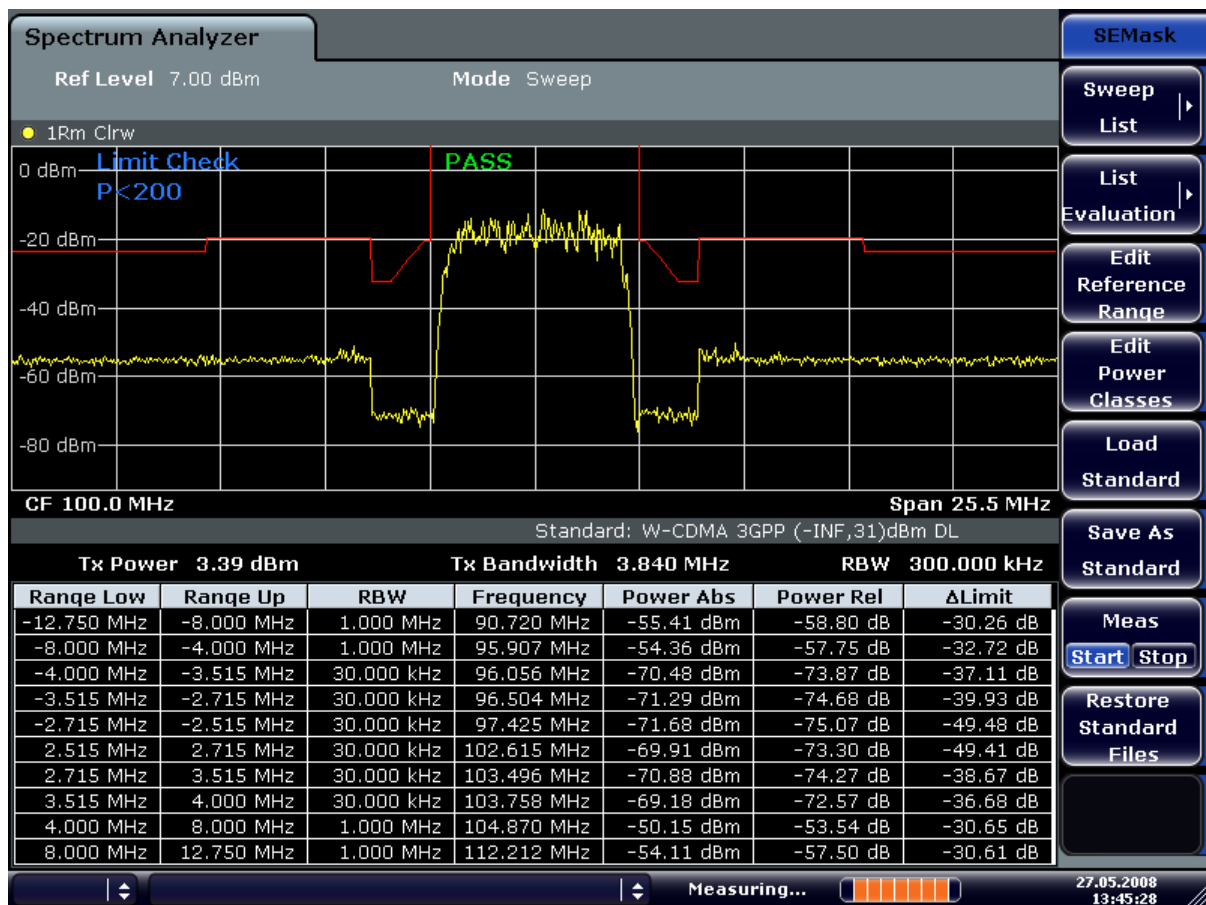 Spectrum Analyzer
Ref Level 7.00 dBm Mode Sweep
1Rm Clrw
Limit Check PASS
P<200
0 dBm
-20 dBm
-40 dBm
-60 dBm
-80 dBm
CF 100.0 MHz Span 25.5 MHz
Standard: W-CDMA 3GPP (-INF,31)dBm DL
Tx Power 3.39 dBm Tx Bandwidth 3.840 MHz RBW 300.000 kHz
Range Low Range Up RBW Frequency Power Abs Power Rel ΔLimit
-12.750 MHz -8.000 MHz 1.000 MHz 90.720 MHz -55.41 dBm -58.80 dB -30.26 dB
-8.000 MHz -4.000 MHz 1.000 MHz 95.907 MHz -54.36 dBm -57.75 dB -32.72 dB
-4.000 MHz -3.515 MHz 30.000 kHz 96.056 MHz -70.48 dBm -73.87 dB -37.11 dB
-3.515 MHz -2.715 MHz 30.000 kHz 96.504 MHz -71.29 dBm -74.68 dB -39.93 dB
-2.715 MHz -2.515 MHz 30.000 kHz 97.425 MHz -71.68 dBm -75.07 dB -49.48 dB
2.515 MHz 2.715 MHz 30.000 kHz 102.615 MHz -69.91 dBm -73.30 dB -49.41 dB
2.715 MHz 3.515 MHz 30.000 kHz 103.496 MHz -70.88 dBm -74.27 dB -38.67 dB
3.515 MHz 4.000 MHz 30.000 kHz 103.758 MHz -69.18 dBm -72.57 dB -36.68 dB
4.000 MHz 8.000 MHz 1.000 MHz 104.870 MHz -50.15 dBm -53.54 dB -30.65 dB
8.000 MHz 12.750 MHz 1.000 MHz 112.212 MHz -54.11 dBm -57.50 dB -30.61 dB
Measuring...
27.05.2008
13:45:28
SEMask
Sweep
List
List
Evaluation
Edit
Reference
Range
Edit
Power
Classes
Load
Standard
Save As
Standard
Meas
Start Stop
Restore
Standard
Files